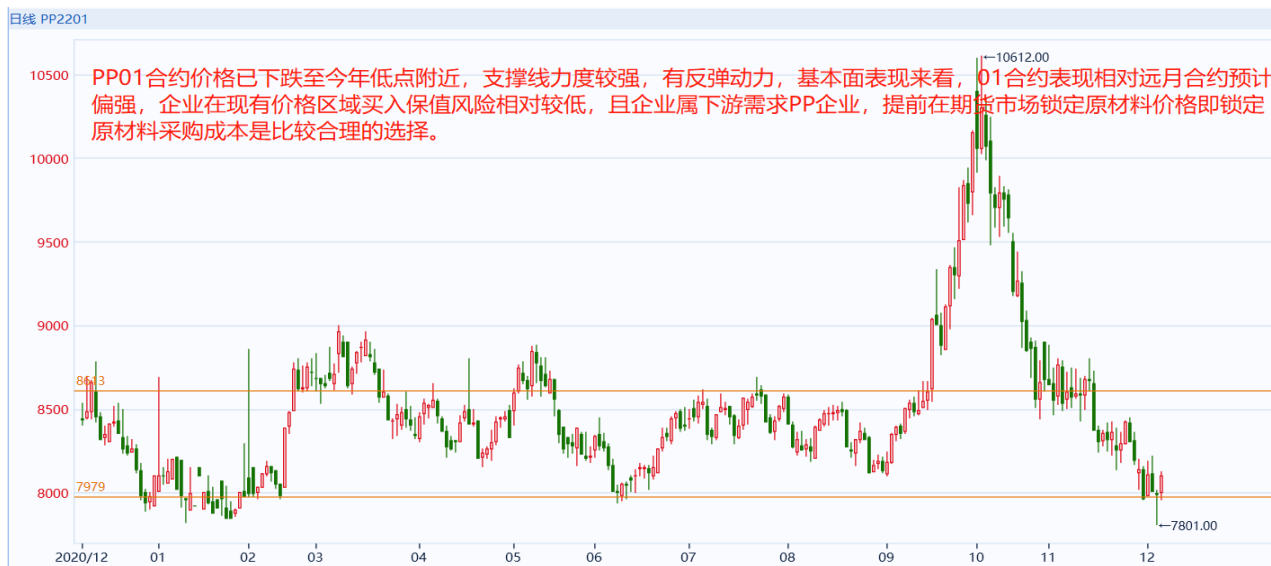 日线 PP2201
10500
←10612.00
PP01合约价格已下跌至今年低点附近，支撑线力度较强，有反弹动力，基本面表现来看，01合约表现相对远月合约预计
偏强，企业在现有价格区域买入保值风险相对较低，且企业属下游需求PP企业，提前在期货市场锁定原材料价格即锁定
原材料采购成本是比较合理的选择。
10000
9500
9000
8613
8500
7979
8000
←7801.00
2020/12 01 02 03 04 05 06 07 08 09 10 11 12